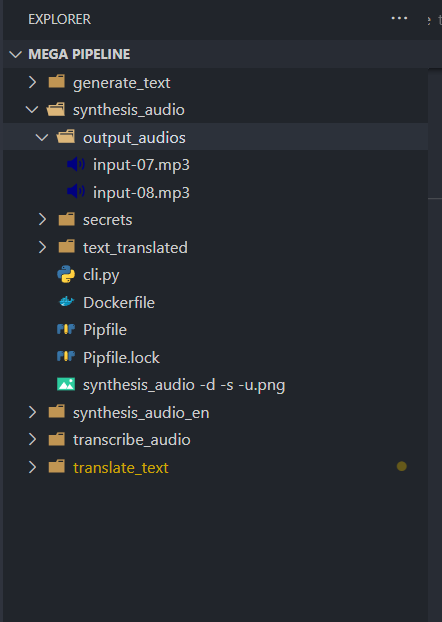 EXPLORER
MEGA PIPELINE
generate_text
synthesis_audio
output_audios
input-07.mp3
input-08.mp3
secrets
text_translated
cli.py
Dockerfile
Pipfile
Pipfile.lock
synthesis_audio -d -s -u.png
synthesis_audio_en
transcribe_audio
translate_text